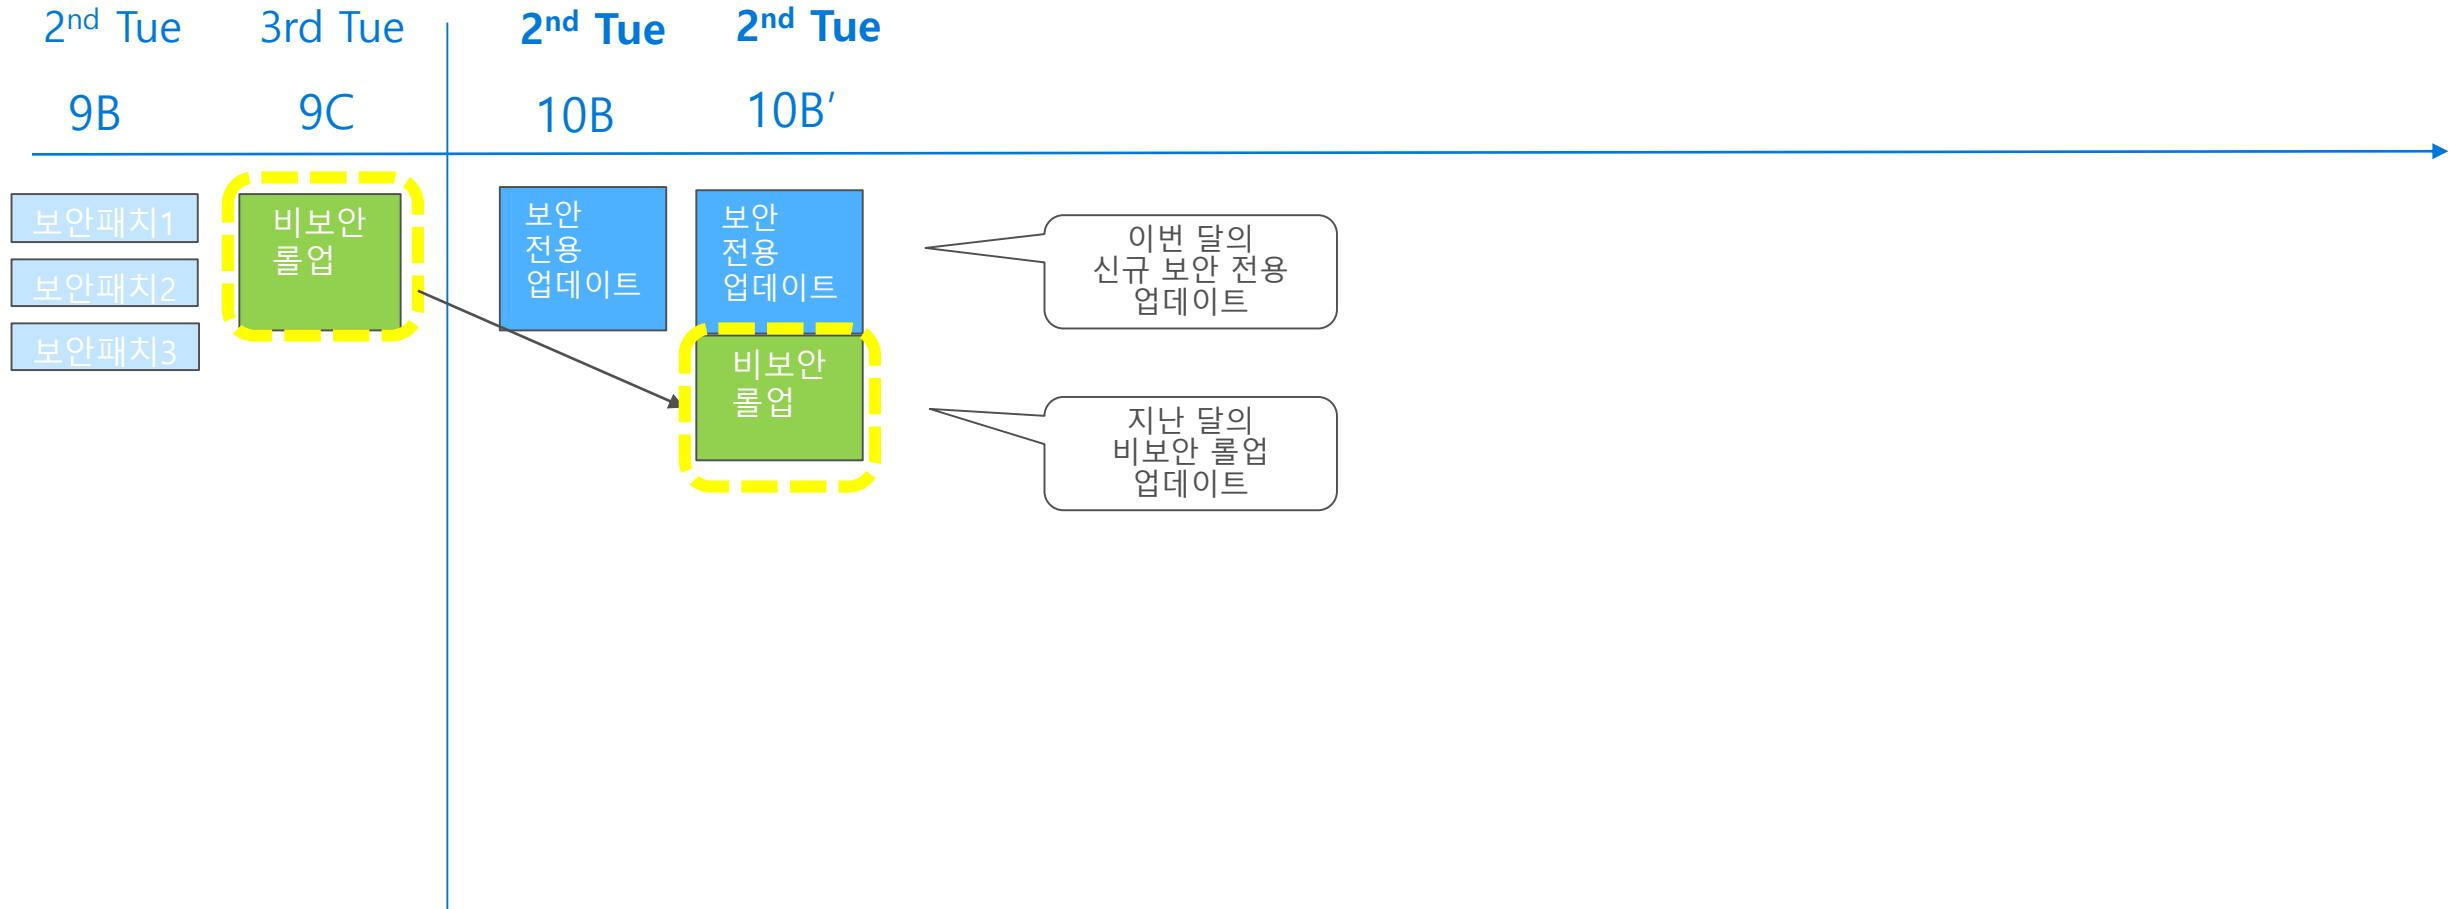 2nd Tue
3rd Tue
2nd Tue
2nd Tue
9B
9C
10B
10B′
보안패치1
보안패치2
보안패치3
비보안
롤업
보안
전용
업데이트
보안
전용
업데이트
비보안
롤업
이번 달의
신규 보안 전용
업데이트
지난 달의
비보안 롤업
업데이트